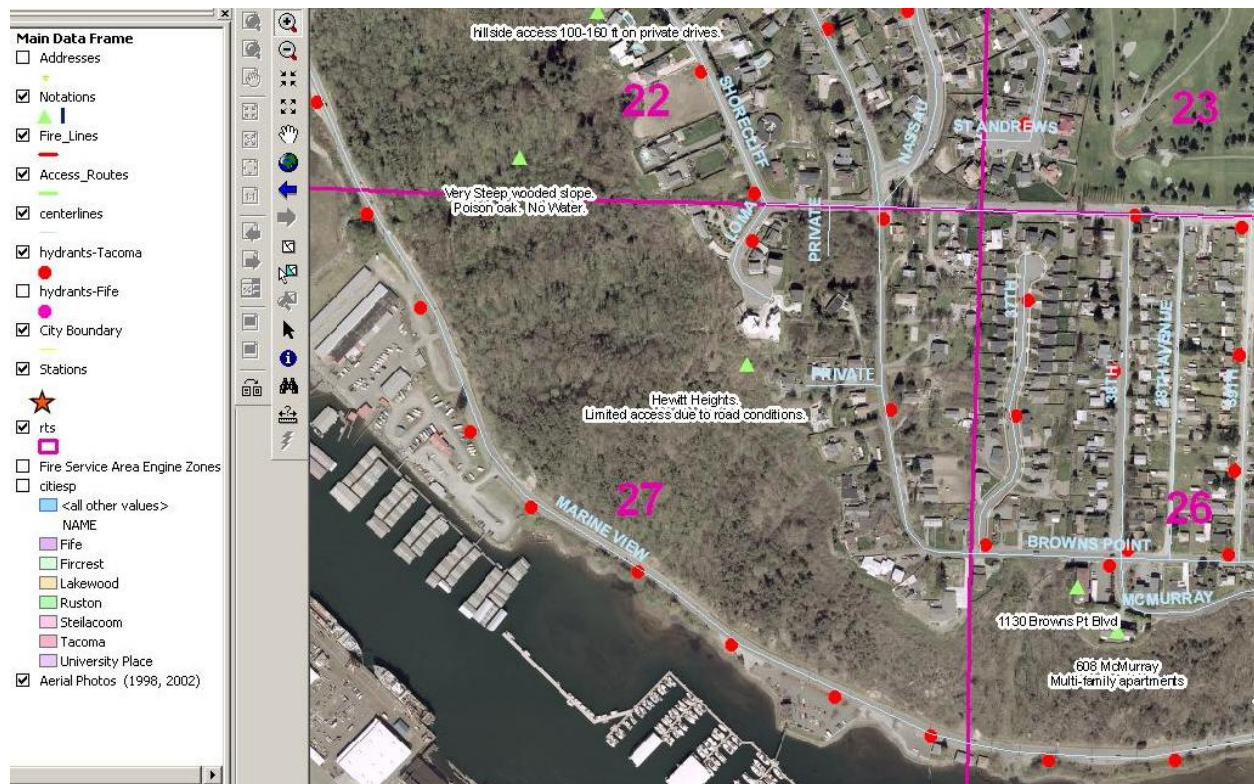 Main Data Frame
Addresses
Notations
Fire_Lines
Access_Routes
centerlines
hydrants-Tacoma
hydrants-Fife
City Boundary
Stations
rts
Fire Service Area Engine Zones
citiesp
<all other values>
NAME
Fife
Fircrest
Lakewood
Ruston
Steilacoom
Tacoma
University Place
Aerial Photos (1998, 2002)
1:1
hillside access 100-160 ft on private drives.
22
23
SHORECLIFF
NASSAU
ST ANDREWS
Very Steep wooded slope.
Poison oak. No Water.
LOMA
PRIVATE
37TH
38TH
38TH AVENUE
39TH
PRIVATE
Hewitt Heights.
Limited access due to road conditions.
27
26
MARINE VIEW
BROWNS POINT
MCMURRAY
1130 Browns Pt Blvd
608 McMurray
Multi-family apartments